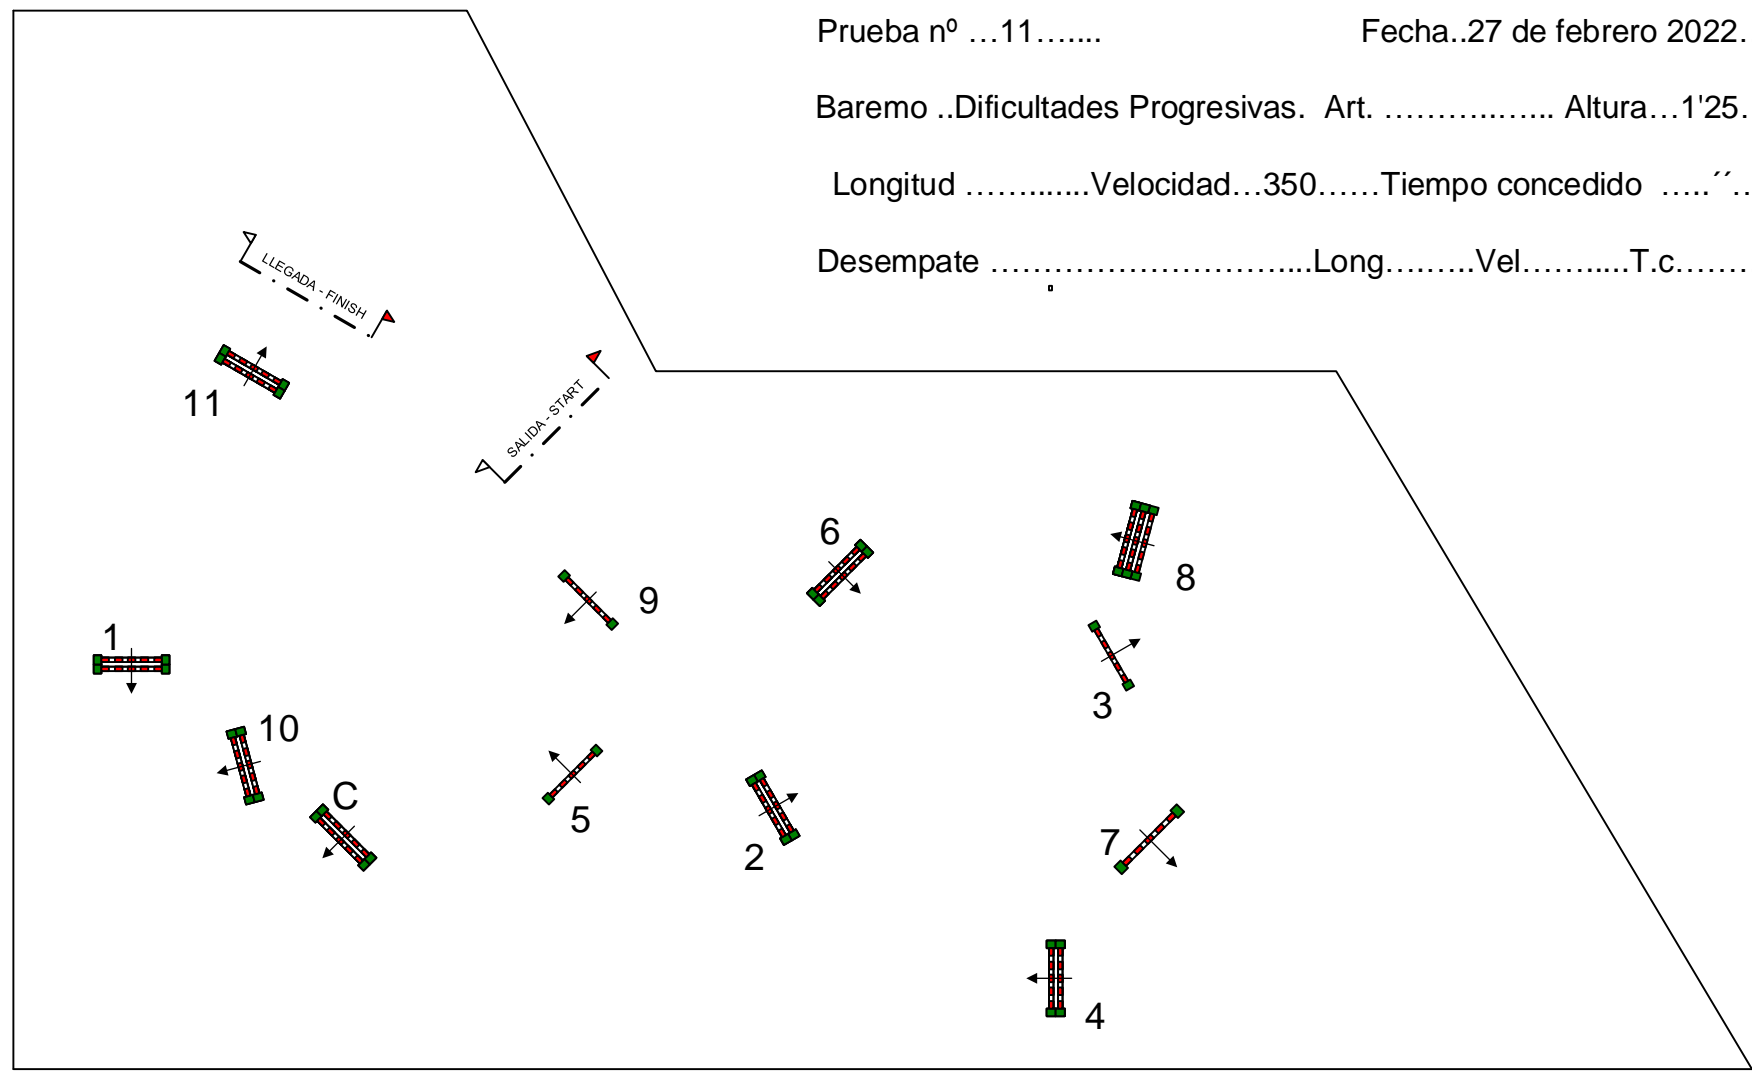 Prueba nº …11…....   Fecha..27 de febrero 2022.
Baremo ..Dificultades Progresivas.  Art. ………...….. Altura…1'25.
Longitud …….......Velocidad…350……Tiempo concedido  …..´´..
Desempate ………………………....Long….…..Vel…….....T.c…….
LLEGADA - FINISH
11
SALIDA - START
6
8
9
1
3
10
C
5
7
2
4